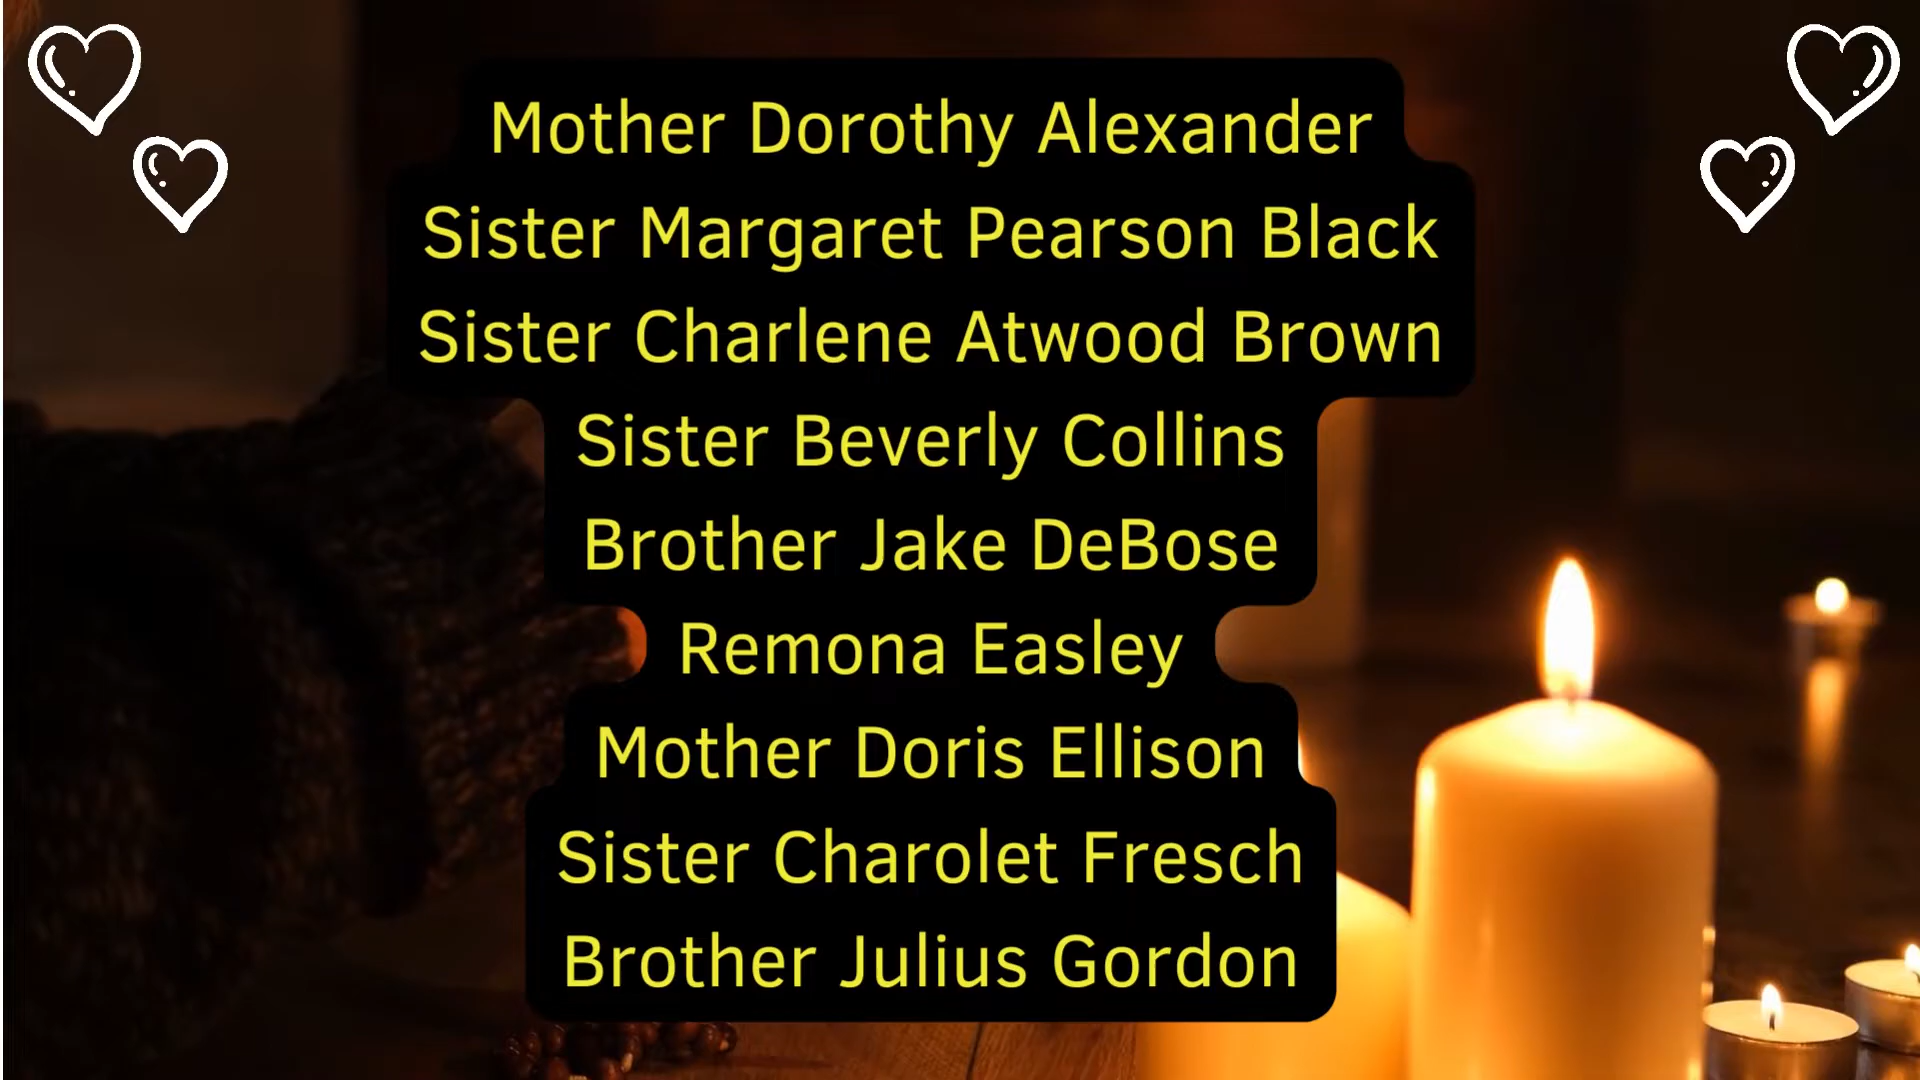 Mother Dorothy Alexander
Sister Margaret Pearson Black
Sister Charlene Atwood Brown
Sister Beverly Collins
Brother Jake DeBose
Remona Easley
Mother Doris Ellison
Sister Charolet Fresch
Brother Julius Gordon